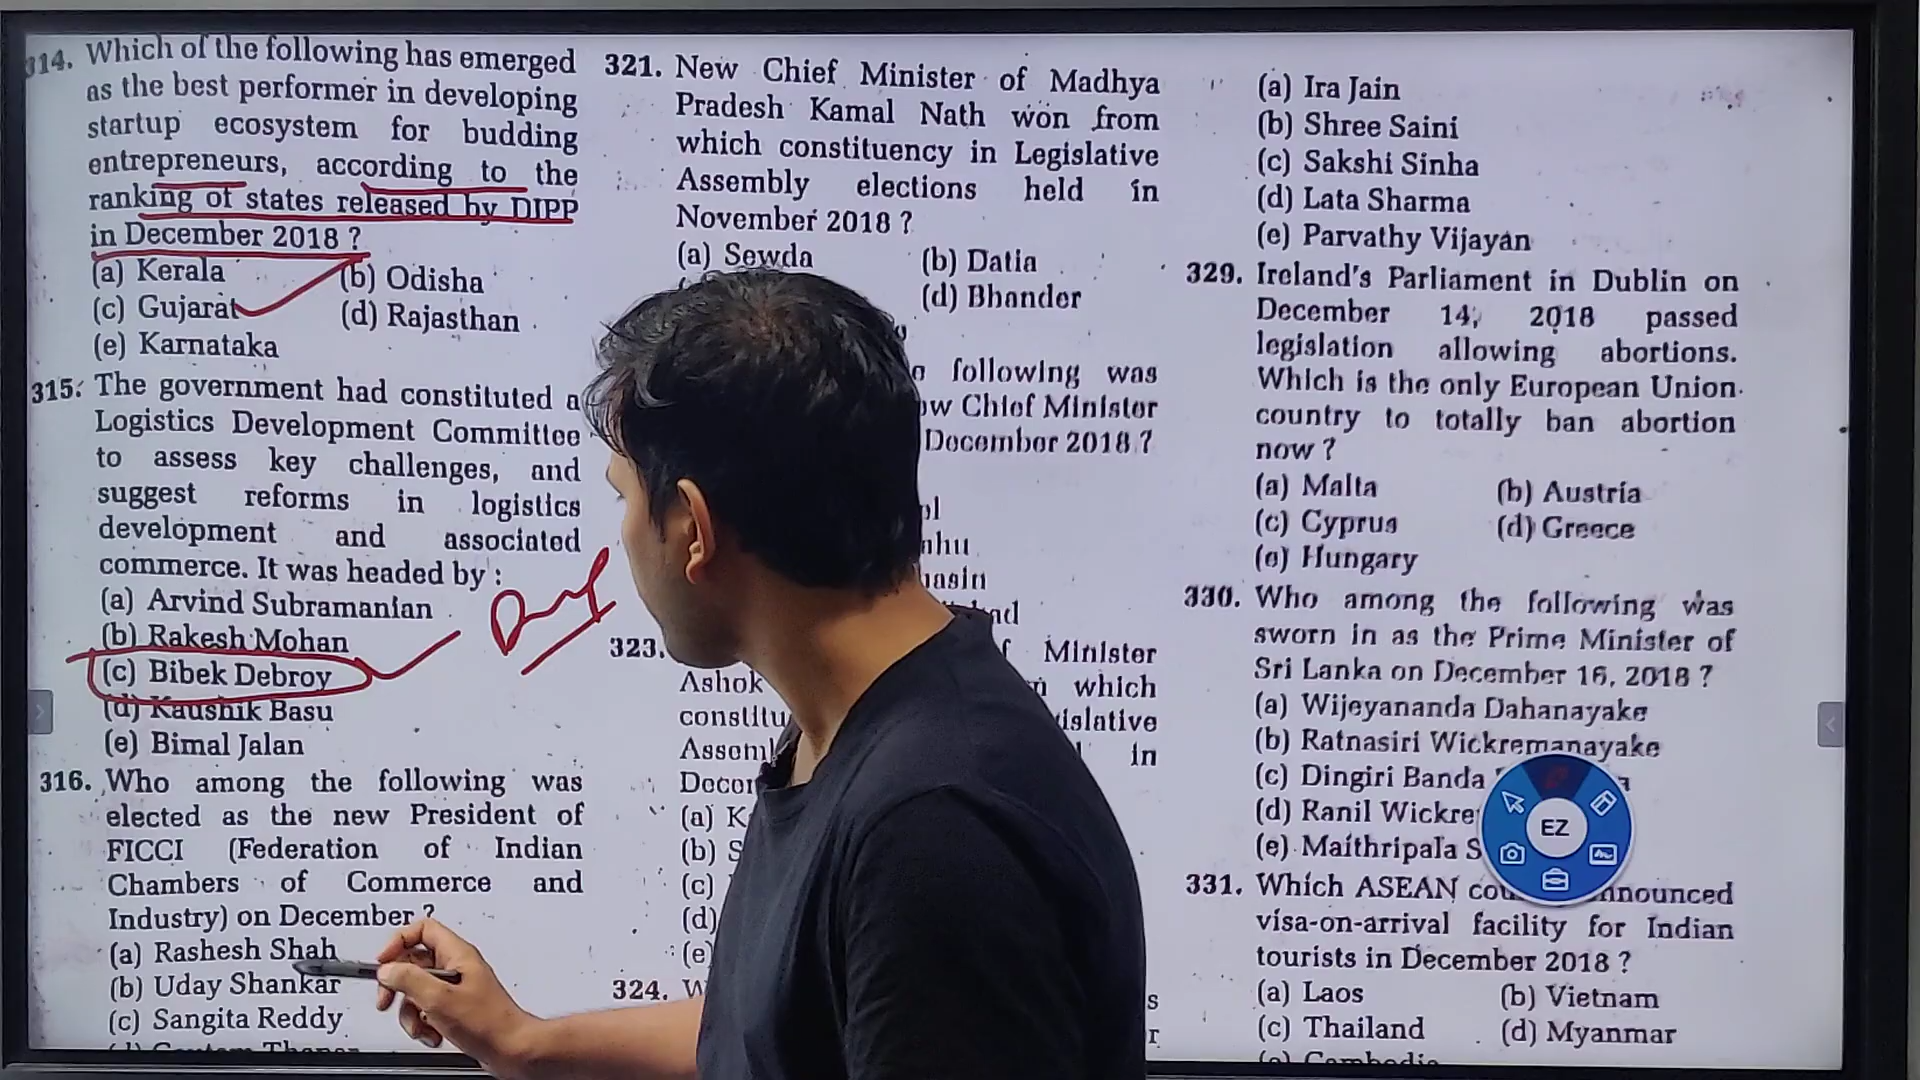 314. Which of the following has emerged
as the best performer in developing
startup ecosystem for budding
entrepreneurs, according to the
ranking of states released by DIPP
in December 2018 ?
(a) Kerala (b) Odisha
(c) Gujarat (d) Rajasthan
(e) Karnataka
315. The government had constituted a
Logistics Development Committee
to assess key challenges, and
suggest reforms in logistics
development and associated
commerce. It was headed by :
(a) Arvind Subramanian
(b) Rakesh Mohan
(c) Bibek Debroy
(d) Kaushik Basu
(e) Bimal Jalan
316. Who among the following was
elected as the new President of
FICCI (Federation of Indian
Chambers of Commerce and
Industry) on December ?
(a) Rashesh Shah
(b) Uday Shankar
(c) Sangita Reddy
321. New Chief Minister of Madhya
Pradesh Kamal Nath won from
which constituency in Legislative
Assembly elections held in
November 2018 ?
(a) Sewda (b) Datia
(d) Bhander
following was
Chief Minister
December 2018 ?
323. Minister
Ashok which
in
(a)
(b)
(c)
(d)
(e)
324.
(a) Ira Jain
(b) Shree Saini
(c) Sakshi Sinha
(d) Lata Sharma
(e) Parvathy Vijayan
329. Ireland's Parliament in Dublin on
December 14, 2018 passed
legislation allowing abortions.
Which is the only European Union
country to totally ban abortion
now ?
(a) Malta (b) Austria
(c) Cyprus (d) Greece
(e) Hungary
330. Who among the following was
sworn in as the Prime Minister of
Sri Lanka on December 16, 2018 ?
(a) Wijeyananda Dahanayake
(b) Ratnasiri Wickremanayake
(c) Dingiri Banda
(d) Ranil
(e) Maithripala
EZ
331. Which ASEAN
visa-on-arrival facility for Indian
tourists in December 2018 ?
(a) Laos (b) Vietnam
(c) Thailand (d) Myanmar